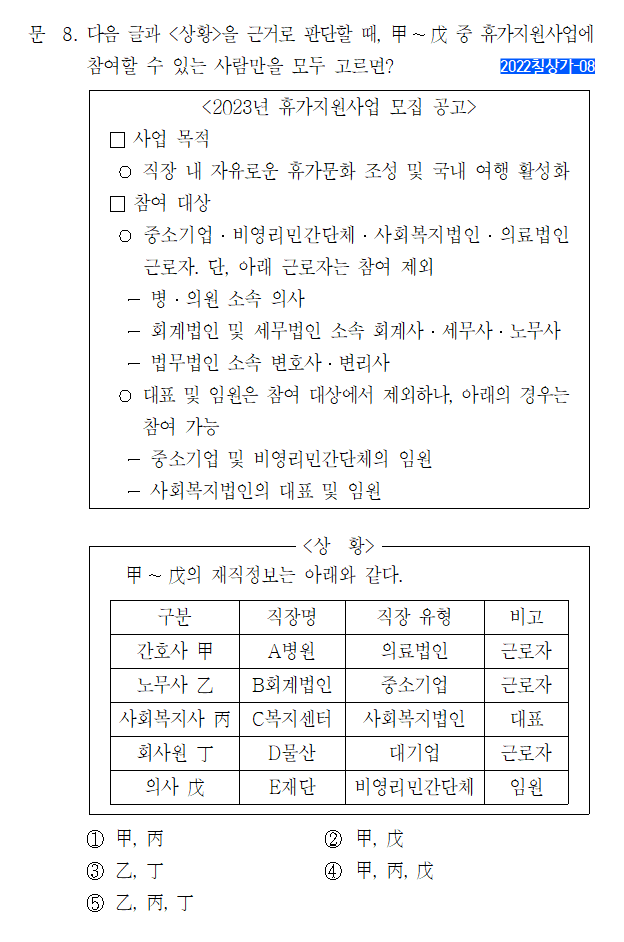 문 8. 다음 글과 <상황>을 근거로 판단할 때, 甲～戊 중 휴가지원사업에
참여할 수 있는 사람만을 모두 고르면? 2022칠상가-08
<2023년 휴가지원사업 모집 공고>
□ 사업 목적
○ 직장 내 자유로운 휴가문화 조성 및 국내 여행 활성화
□ 참여 대상
○ 중소기업·비영리민간단체·사회복지법인·의료법인
근로자. 단, 아래 근로자는 참여 제외
－ 병·의원 소속 의사
－ 회계법인 및 세무법인 소속 회계사·세무사·노무사
－ 법무법인 소속 변호사·변리사
○ 대표 및 임원은 참여 대상에서 제외하나, 아래의 경우는
참여 가능
－ 중소기업 및 비영리민간단체의 임원
－ 사회복지법인의 대표 및 임원
<상 황>
甲～戊의 재직정보는 아래와 같다.
구분 직장명 직장 유형 비고
간호사 甲 A병원 의료법인 근로자
노무사 乙 B회계법인 중소기업 근로자
사회복지사 丙 C복지센터 사회복지법인 대표
회사원 丁 D물산 대기업 근로자
의사 戊 E재단 비영리민간단체 임원
① 甲, 丙 ② 甲, 戊
③ 乙, 丁 ④ 甲, 丙, 戊
⑤ 乙, 丙, 丁